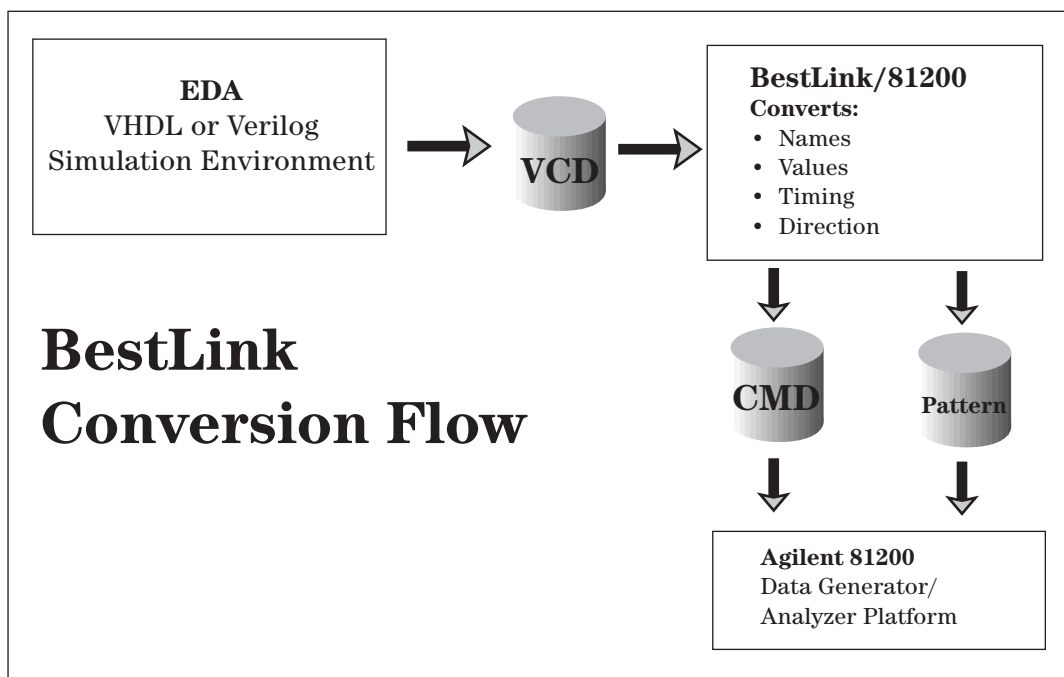 EDA
VHDL or Verilog
Simulation Environment
VCD
BestLink/81200
Converts:
• Names
• Values
• Timing
• Direction
BestLink
Conversion Flow
CMD
Pattern
Agilent 81200
Data Generator/
Analyzer Platform